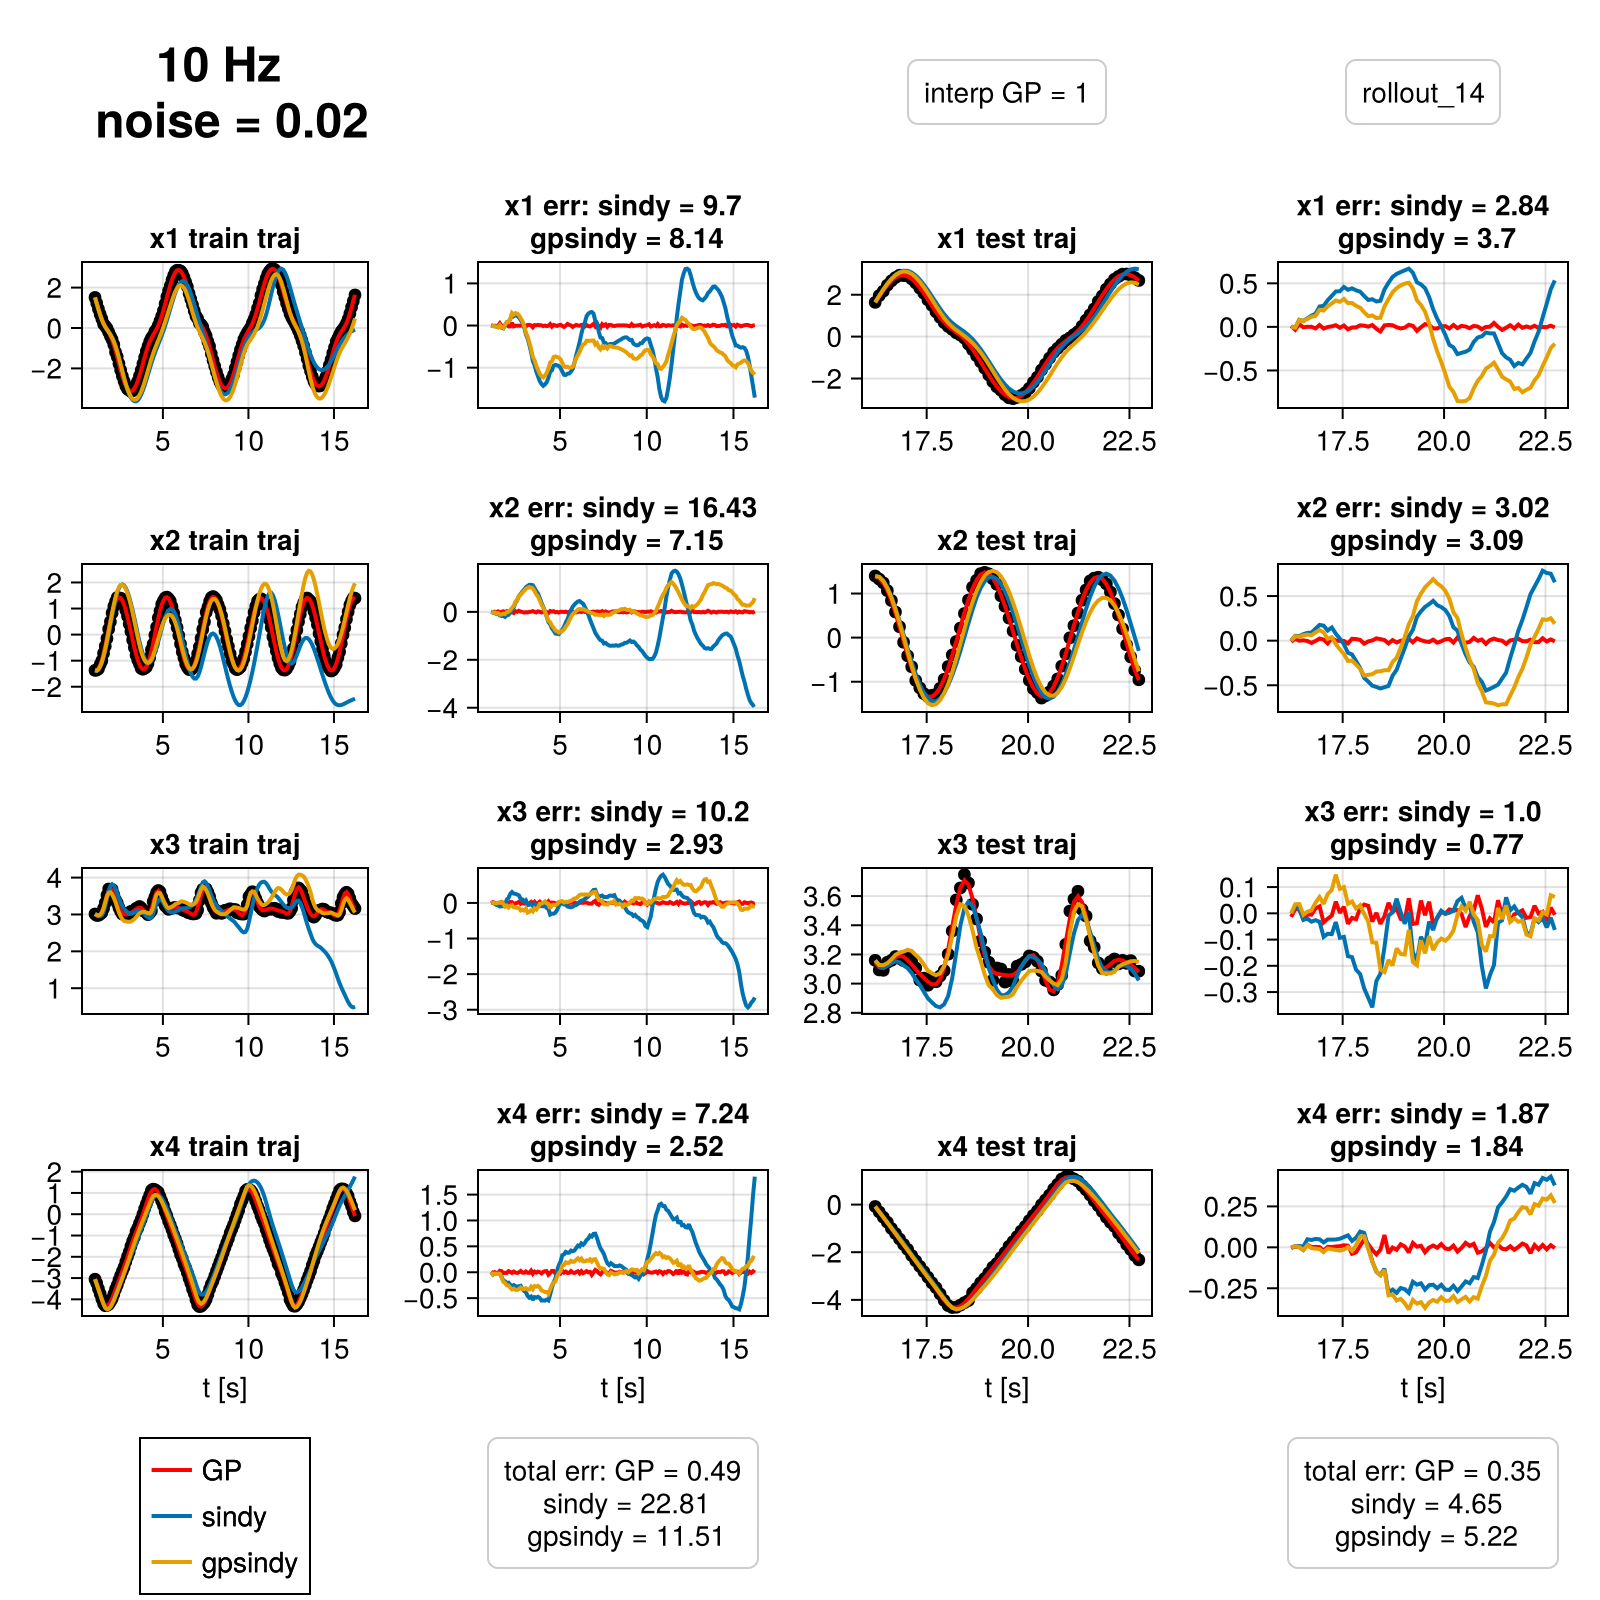 10 Hz
noise = 0.02
interp GP = 1
rollout_14
x1 train traj
2
0
−2
5
10
15
x1 err: sindy = 9.7
gpsindy = 8.14
1
0
−1
5
10
15
x1 test traj
2
0
−2
17.5
20.0
22.5
x1 err: sindy = 2.84
gpsindy = 3.7
0.5
0.0
−0.5
17.5
20.0
22.5
x2 train traj
2
1
0
−1
−2
5
10
15
x2 err: sindy = 16.43
gpsindy = 7.15
0
−2
−4
5
10
15
x2 test traj
1
0
−1
17.5
20.0
22.5
x2 err: sindy = 3.02
gpsindy = 3.09
0.5
0.0
−0.5
17.5
20.0
22.5
x3 train traj
4
3
2
1
5
10
15
x3 err: sindy = 10.2
gpsindy = 2.93
0
−1
−2
−3
5
10
15
x3 test traj
3.6
3.4
3.2
3.0
2.8
17.5
20.0
22.5
x3 err: sindy = 1.0
gpsindy = 0.77
0.1
0.0
−0.1
−0.2
−0.3
17.5
20.0
22.5
x4 train traj
2
1
0
−1
−2
−3
−4
5
10
15
t [s]
x4 err: sindy = 7.24
gpsindy = 2.52
1.5
1.0
0.5
0.0
−0.5
5
10
15
t [s]
x4 test traj
0
−2
−4
17.5
20.0
22.5
t [s]
x4 err: sindy = 1.87
gpsindy = 1.84
0.25
0.00
−0.25
17.5
20.0
22.5
t [s]
GP
sindy
gpsindy
total err: GP = 0.49
sindy = 22.81
gpsindy = 11.51
total err: GP = 0.35
sindy = 4.65
gpsindy = 5.22